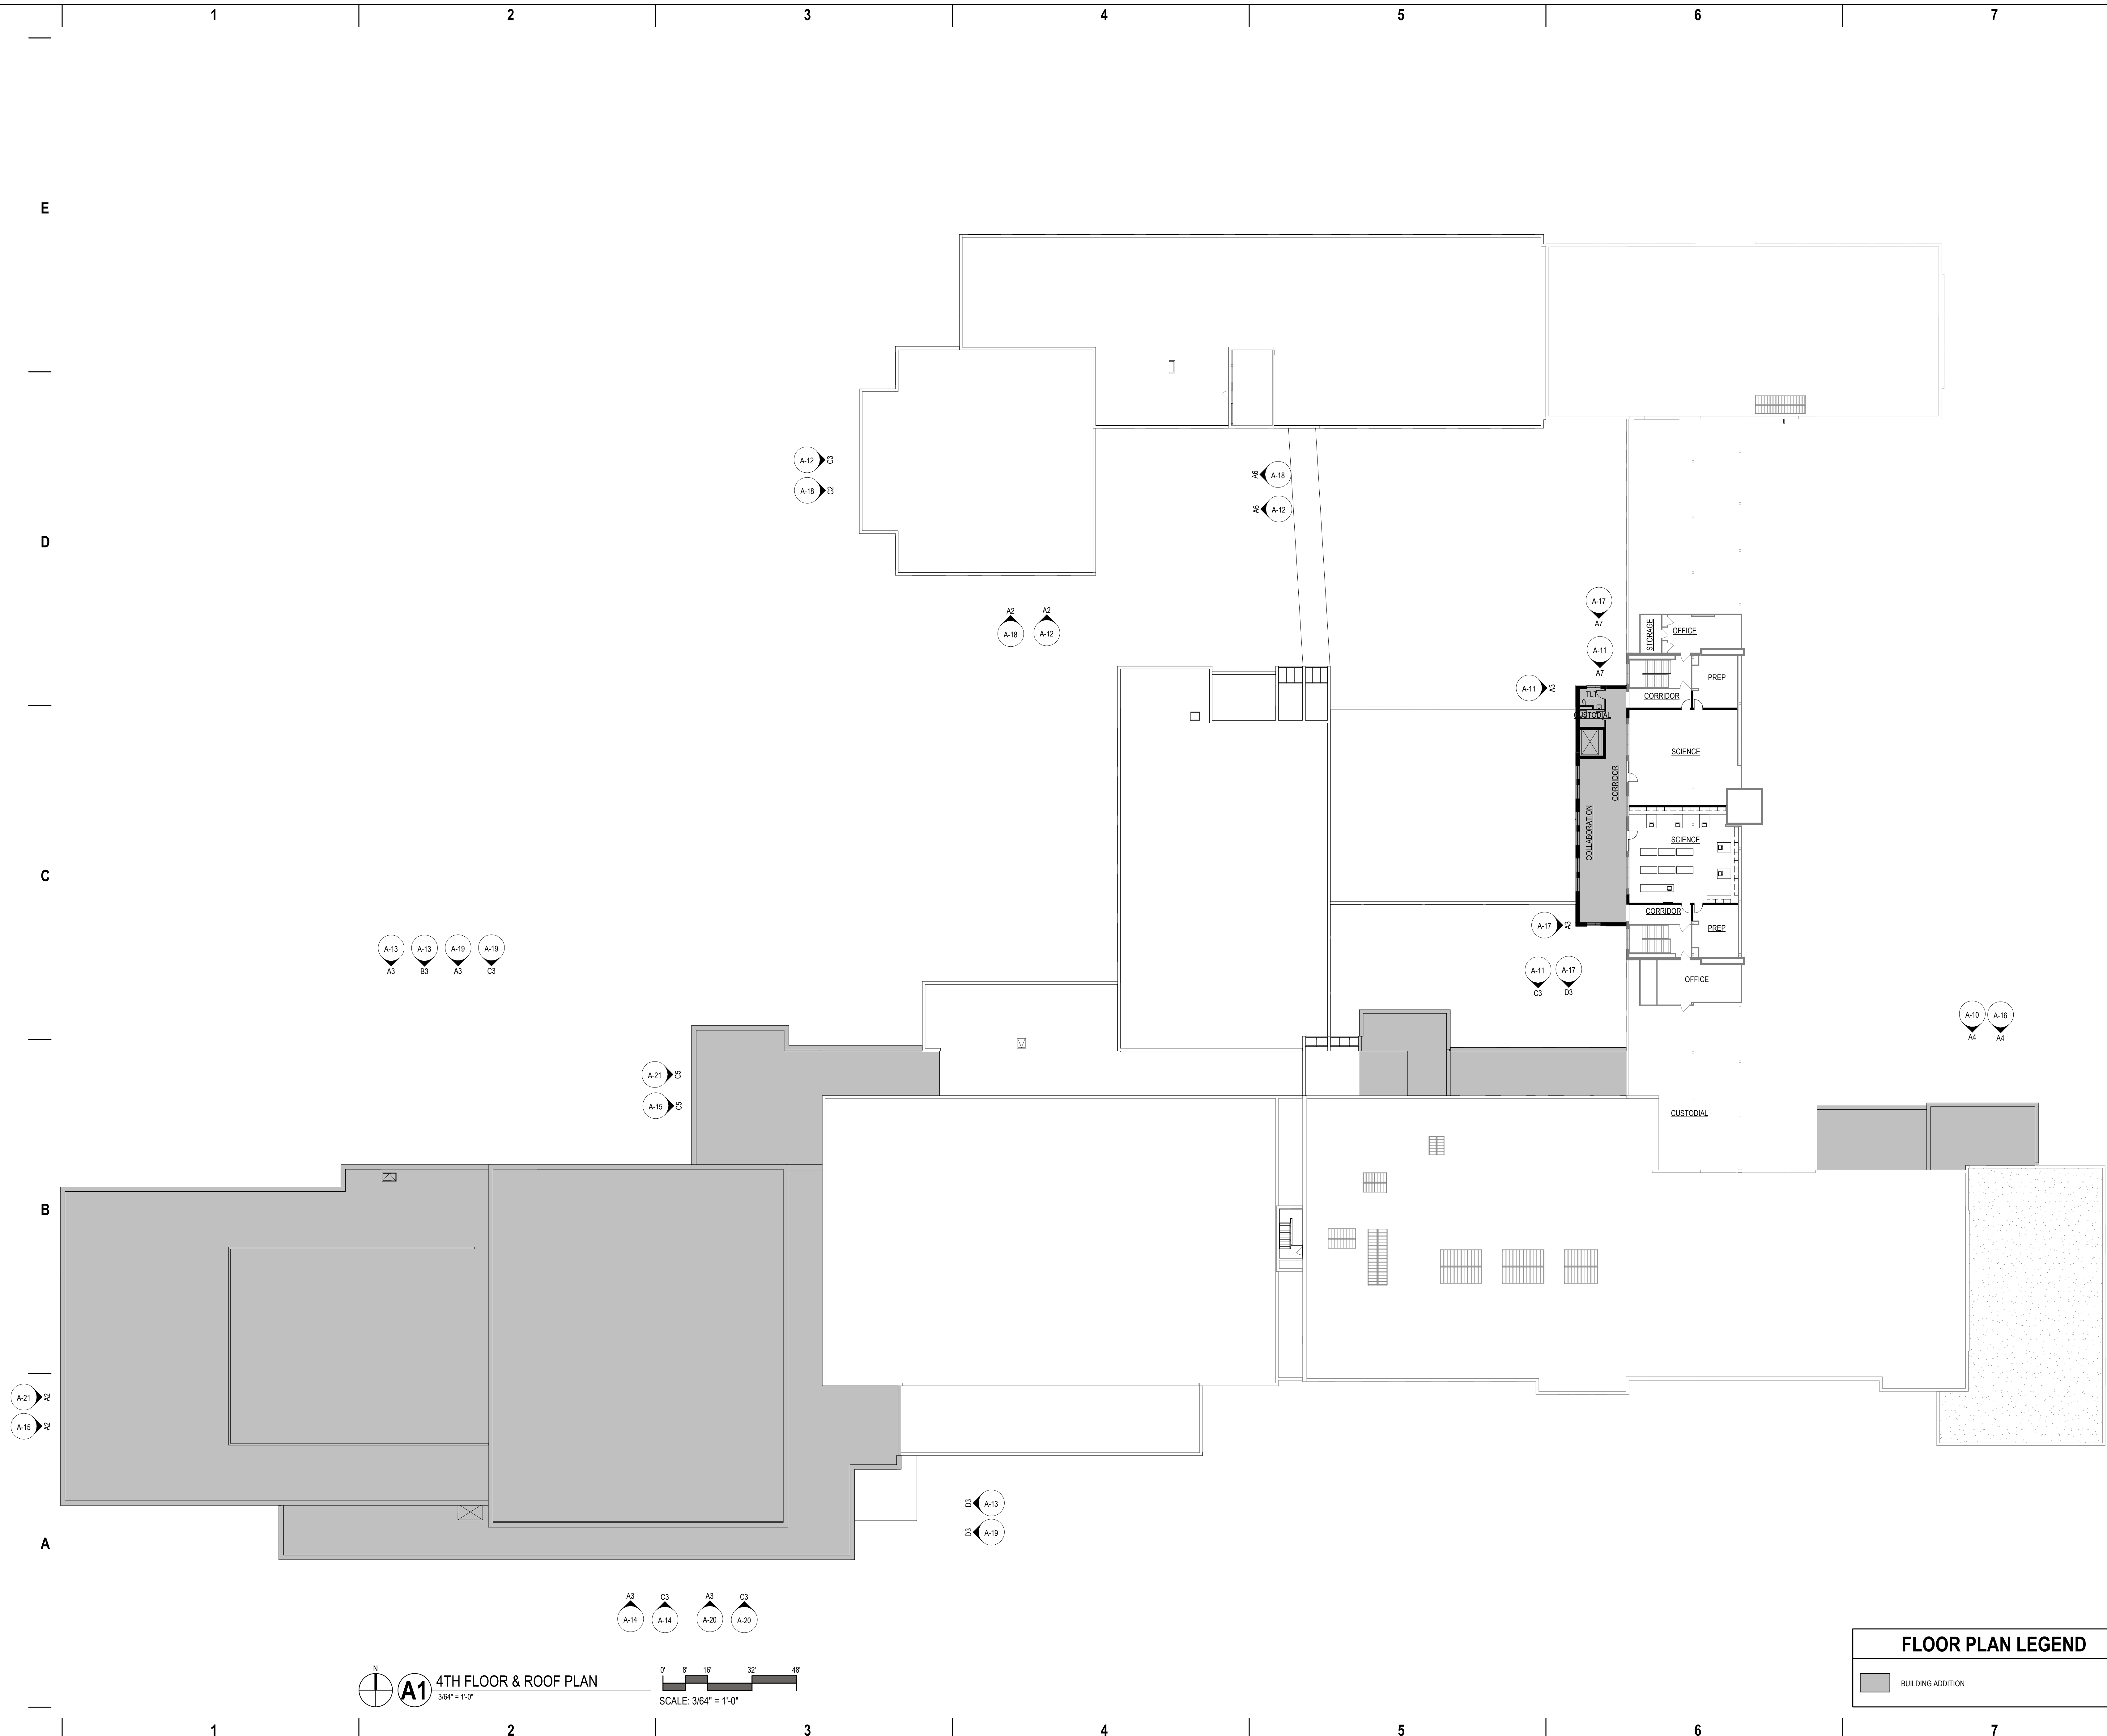 1 2 3 4 5 6 7
E
A-12 C3
A-18 C2
A6 A-18
A6 A-12
D
A2 A2
A-18 A-12
A-17
A7
A-11
A7
A-11 A3
STORAGE
OFFICE
PREP
CORRIDOR
TLT
CUSTODIAL
SCIENCE
CORRIDOR
COLLABORATION
SCIENCE
C
CORRIDOR
PREP
A-17 A3
OFFICE
A-13 A-13 A-19 A-19
A3 B3 A3 C3
A-11 A-17
C3 D3
A-10 A-16
A4 A4
A-21 C5
A-15 C5
CUSTODIAL
B
A-21 A2
A-15 A2
D3 A-13
D3 A-19
A
A3 C3 A3 C3
A-14 A-14 A-20 A-20
N
A1
4TH FLOOR & ROOF PLAN
3/64" = 1'-0"
0' 8' 16' 32' 48'
SCALE: 3/64" = 1'-0"
FLOOR PLAN LEGEND
BUILDING ADDITION
1 2 3 4 5 6 7